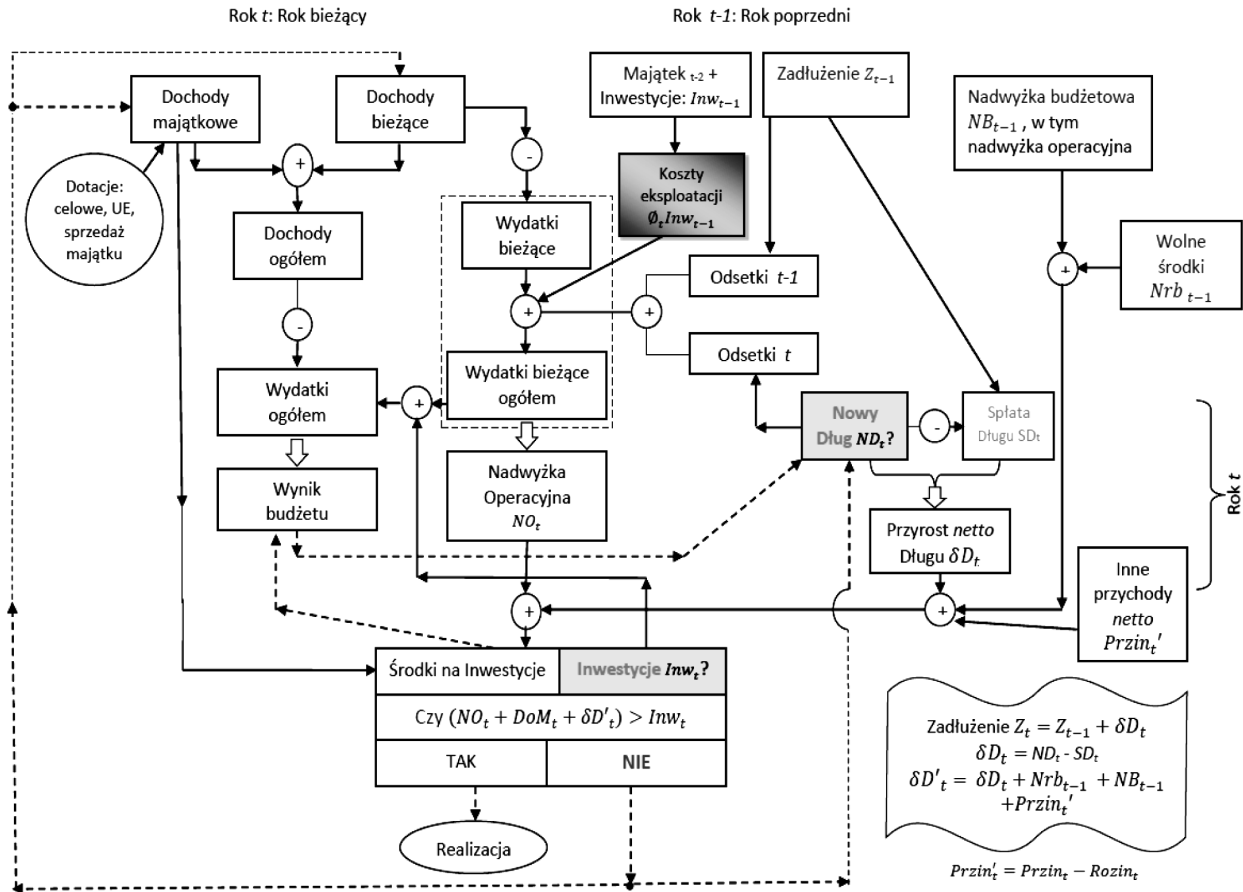 Rok t: Rok bieżący
Rok t-1: Rok poprzedni
Dochody
majątkowe
Dochody
bieżące
Majątek t-2 +
Inwestycje: Inw_{t−1}
Zadłużenie Z_{t−1}
Nadwyżka budżetowa
NB_{t−1} , w tym
nadwyżka operacyjna
+
-
Dotacje:
celowe, UE,
sprzedaż
majątku
Koszty
eksploatacji
Ø_t Inw_{t−1}
Dochody
ogółem
Wydatki
bieżące
Wolne
środki
Nrb _{t−1}
Odsetki t-1
+
-
+
+
Odsetki t
Wydatki
ogółem
+
Wydatki bieżące
ogółem
Nowy
Dług ND_t?
-
Spłata
Długu SDt
Rok t
Wynik
budżetu
Nadwyżka
Operacyjna
NO_t
Przyrost netto
Długu δD_t
Inne
przychody
netto
Przin_t'
+
+
Środki na Inwestycje
Inwestycje Inw_t?
Czy (NO_t + DoM_t + δD'_t) > Inw_t
TAK
NIE
Realizacja
Zadłużenie Z_t = Z_{t−1} + δD_t
δD_t = NDt - SDt
δD'_t = δD_t + Nrb_{t−1} + NB_{t−1}
+Przin_t'
Przin'_t = Przin_t − Rozin_t